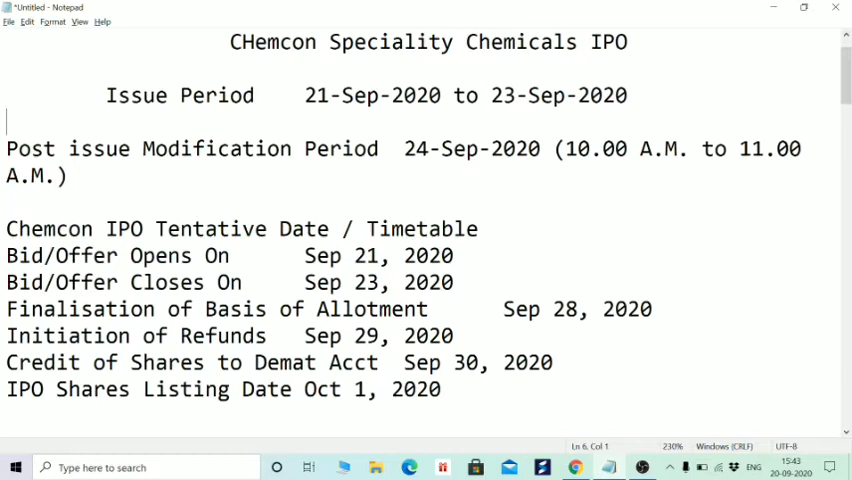 *Untitled - Notepad
File Edit Format View Help
CHemcon Speciality Chemicals IPO
Issue Period 21-Sep-2020 to 23-Sep-2020
Post issue Modification Period 24-Sep-2020 (10.00 A.M. to 11.00
A.M.)
Chemcon IPO Tentative Date / Timetable
Bid/Offer Opens On Sep 21, 2020
Bid/Offer Closes On Sep 23, 2020
Finalisation of Basis of Allotment Sep 28, 2020
Initiation of Refunds Sep 29, 2020
Credit of Shares to Demat Acct Sep 30, 2020
IPO Shares Listing Date Oct 1, 2020
Ln 6, Col 1 230% Windows (CRLF) UTF-8
Type here to search
ENG
15:43
20-09-2020